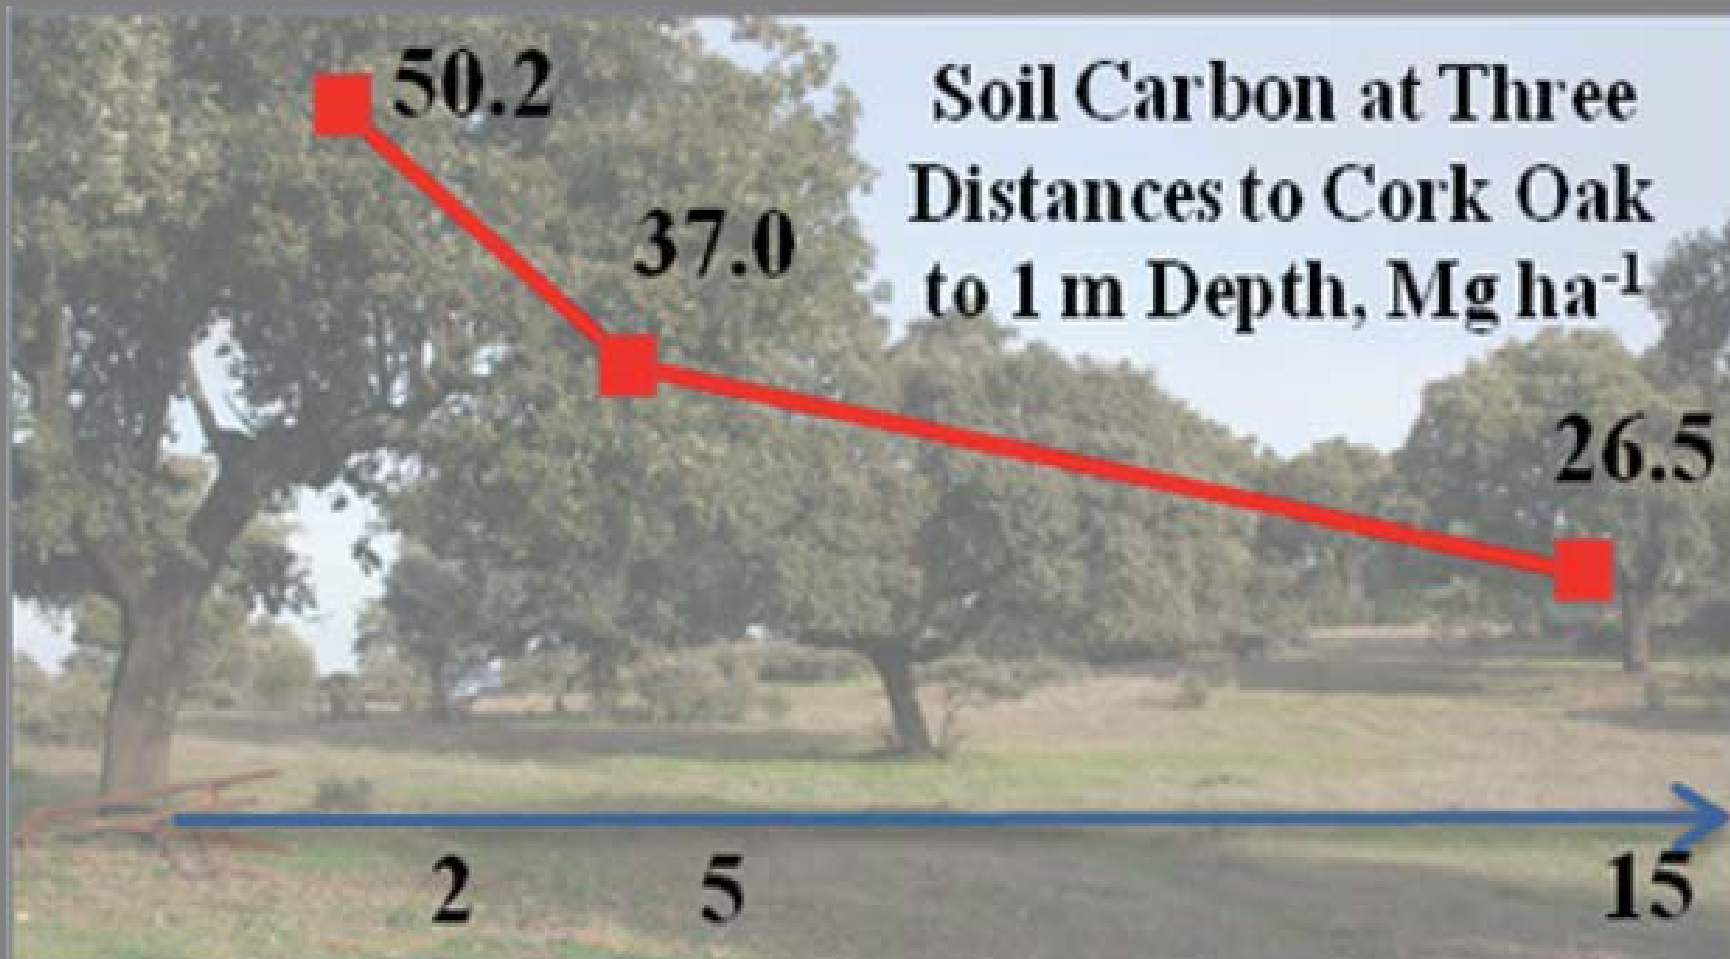 50.2
Soil Carbon at Three
Distances to Cork Oak
to 1 m Depth, Mg ha⁻¹
37.0
26.5
2 5 15